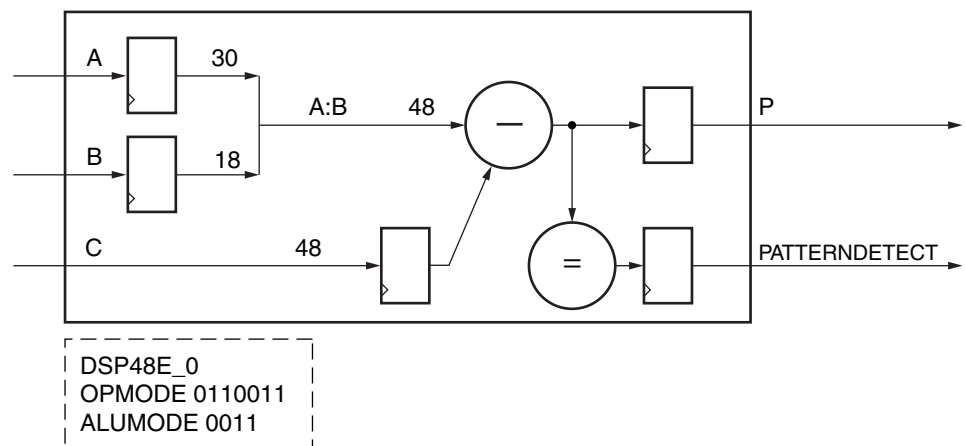 A 30
A:B 48 — P
B 18
C 48 = PATTERNDETECT
DSP48E_0
OPMODE 0110011
ALUMODE 0011